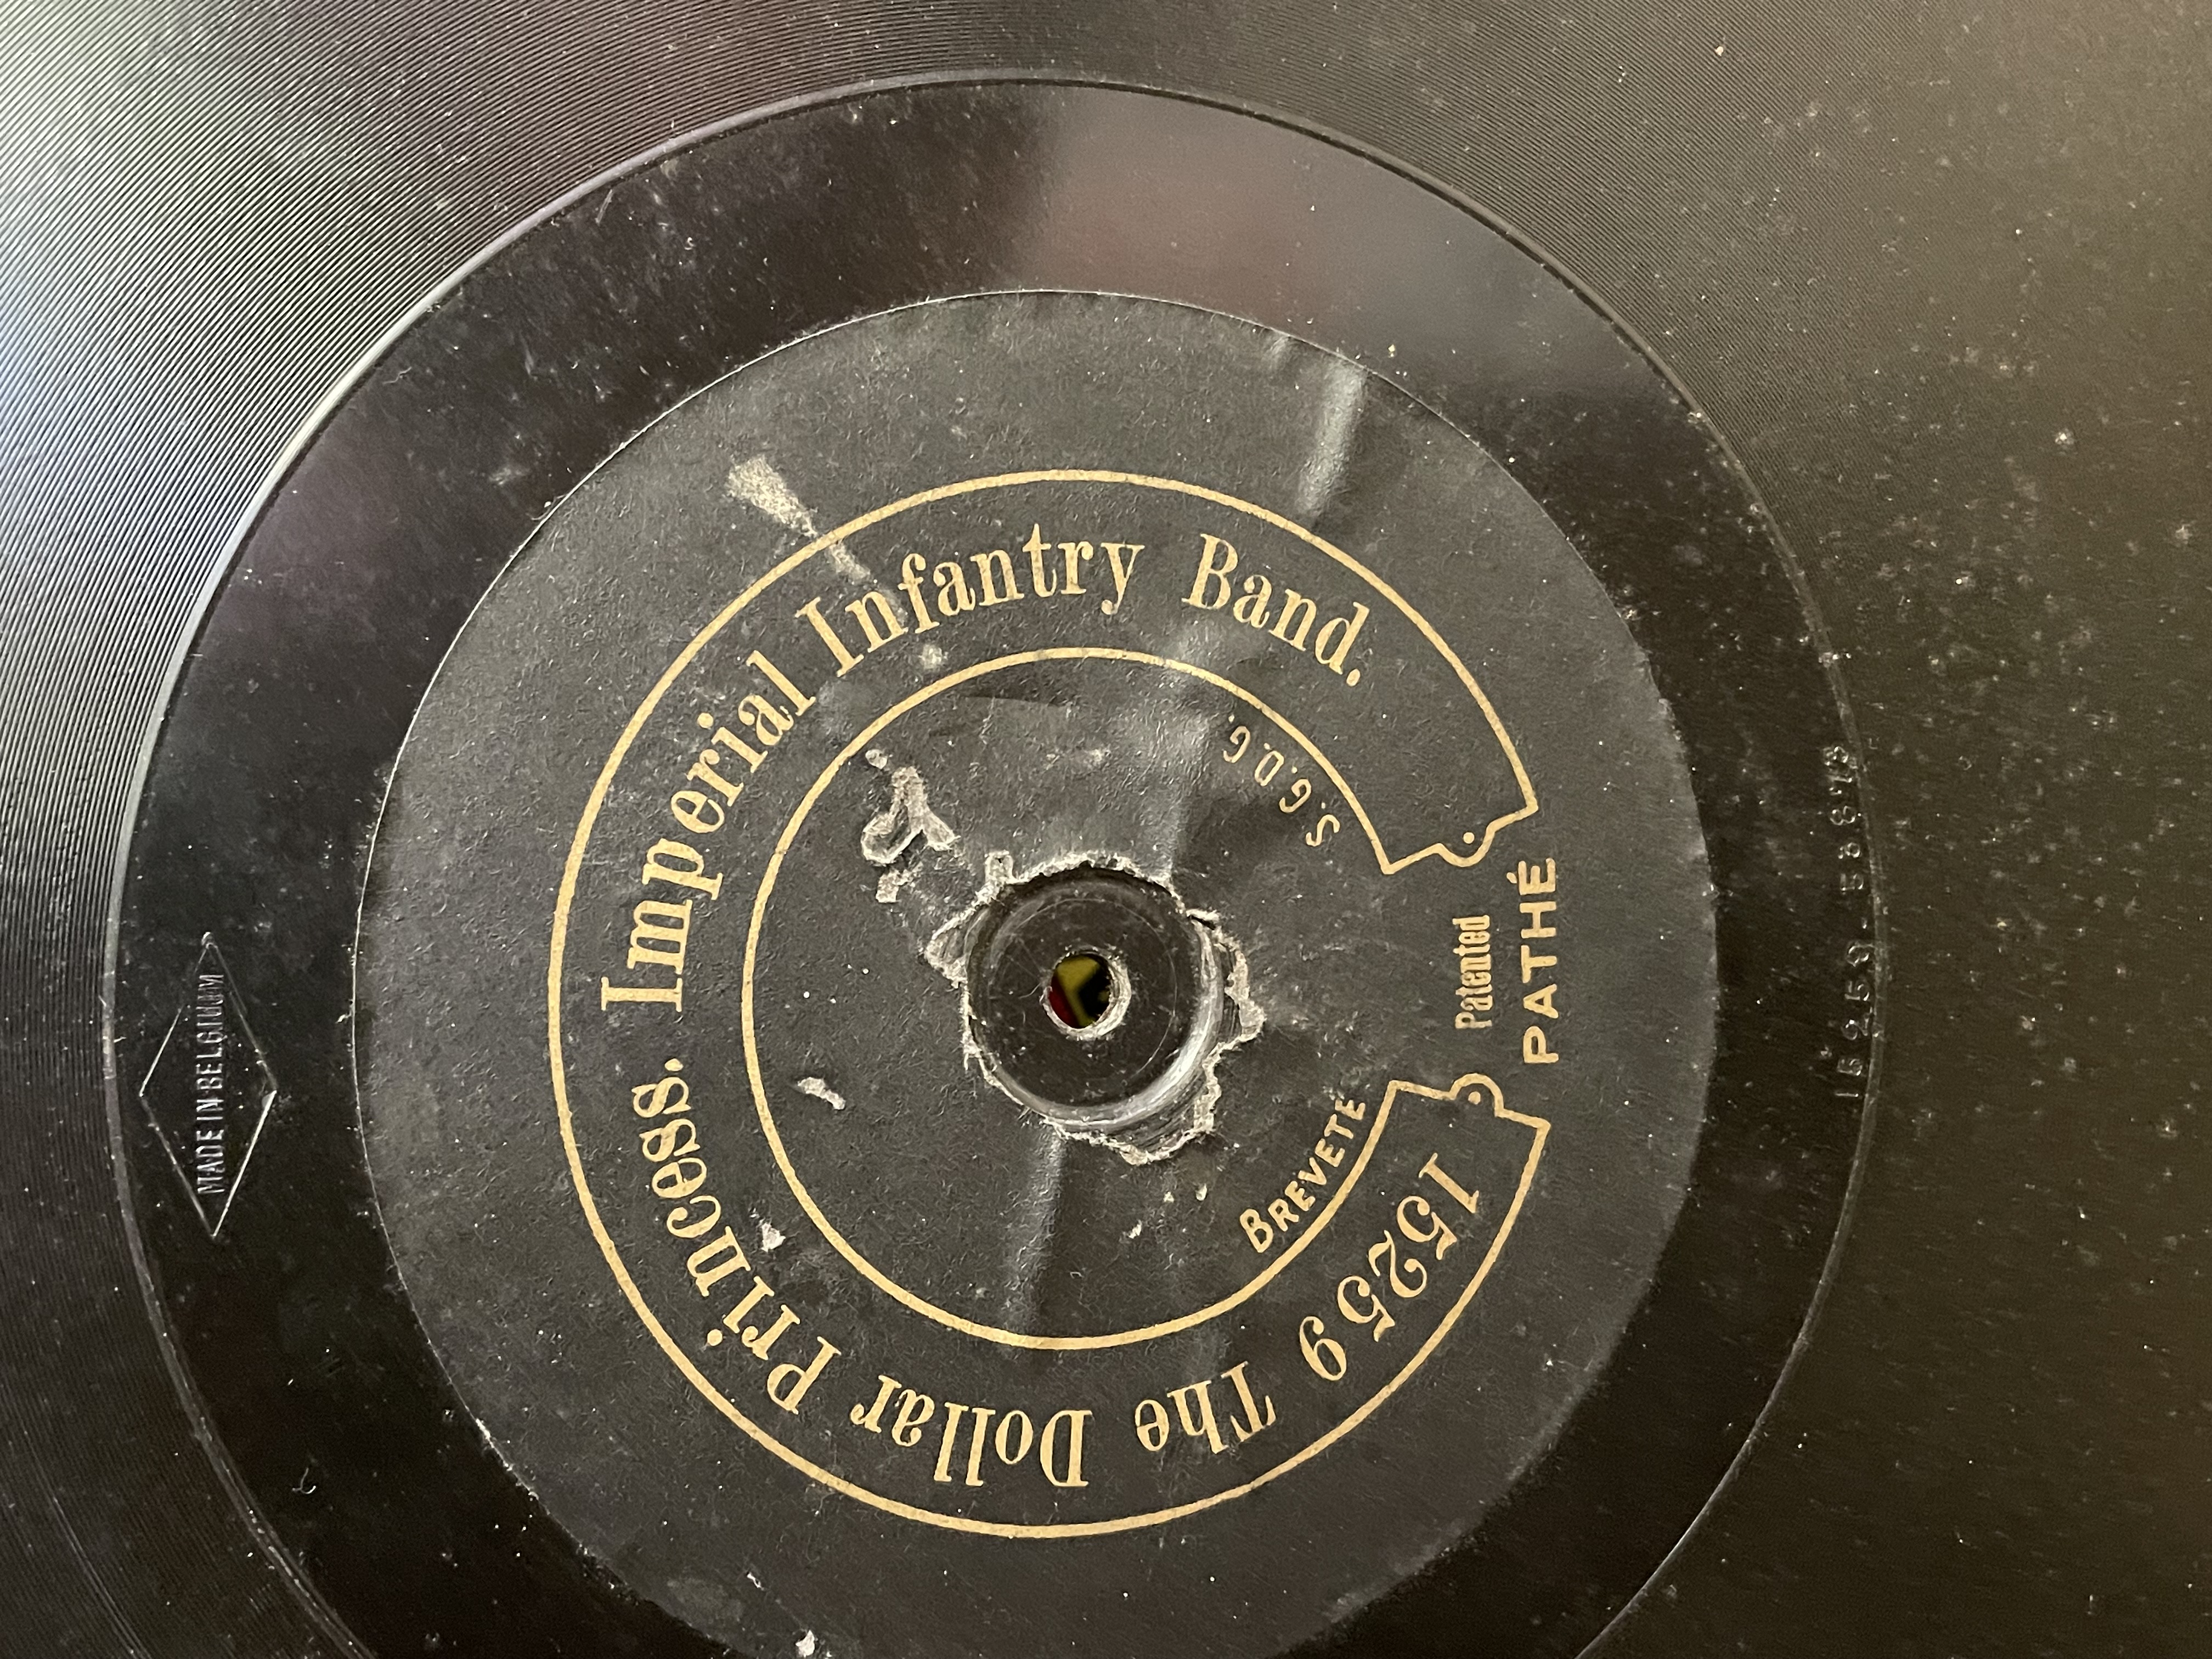 15259 The Dollar Princess. Imperial Infantry Band.
BREVETÉ
S.G.D.G.
Patented
PATHÉ
MADE IN BELGIUM